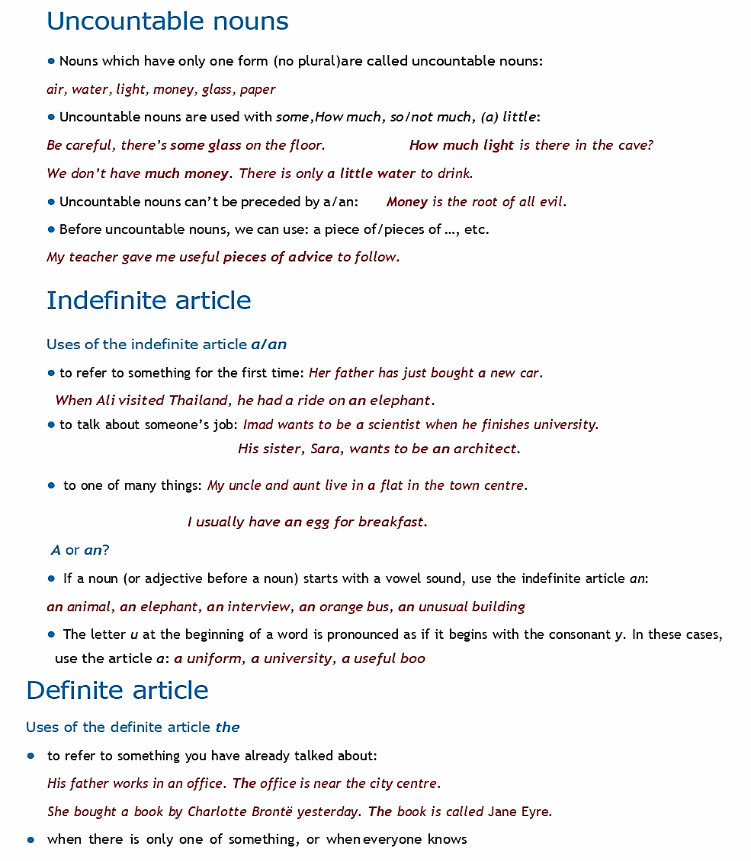 Uncountable nouns
• Nouns which have only one form (no plural)are called uncountable nouns:
air, water, light, money, glass, paper
• Uncountable nouns are used with some,How much, so/not much, (a) little:
Be careful, there's some glass on the floor. How much light is there in the cave?
We don't have much money. There is only a little water to drink.
• Uncountable nouns can't be preceded by a/an: Money is the root of all evil.
• Before uncountable nouns, we can use: a piece of/pieces of …, etc.
My teacher gave me useful pieces of advice to follow.
Indefinite article
Uses of the indefinite article a/an
• to refer to something for the first time: Her father has just bought a new car.
When Ali visited Thailand, he had a ride on an elephant.
• to talk about someone's job: Imad wants to be a scientist when he finishes university.
His sister, Sara, wants to be an architect.
• to one of many things: My uncle and aunt live in a flat in the town centre.
I usually have an egg for breakfast.
A or an?
• If a noun (or adjective before a noun) starts with a vowel sound, use the indefinite article an:
an animal, an elephant, an interview, an orange bus, an unusual building
• The letter u at the beginning of a word is pronounced as if it begins with the consonant y. In these cases,
use the article a: a uniform, a university, a useful boo
Definite article
Uses of the definite article the
• to refer to something you have already talked about:
His father works in an office. The office is near the city centre.
She bought a book by Charlotte Brontë yesterday. The book is called Jane Eyre.
• when there is only one of something, or when everyone knows